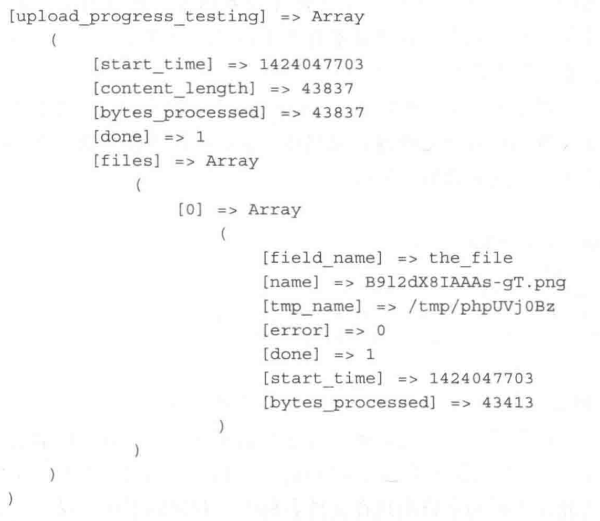 [upload_progress_testing] => Array
    (
        [start_time] => 1424047703
        [content_length] => 43837
        [bytes_processed] => 43837
        [done] => 1
        [files] => Array
            (
                [0] => Array
                    (
                        [field_name] => the_file
                        [name] => B9l2dX8IAAAs-gT.png
                        [tmp_name] => /tmp/phpUVj0Bz
                        [error] => 0
                        [done] => 1
                        [start_time] => 1424047703
                        [bytes_processed] => 43413
                    )
            )
    )
)